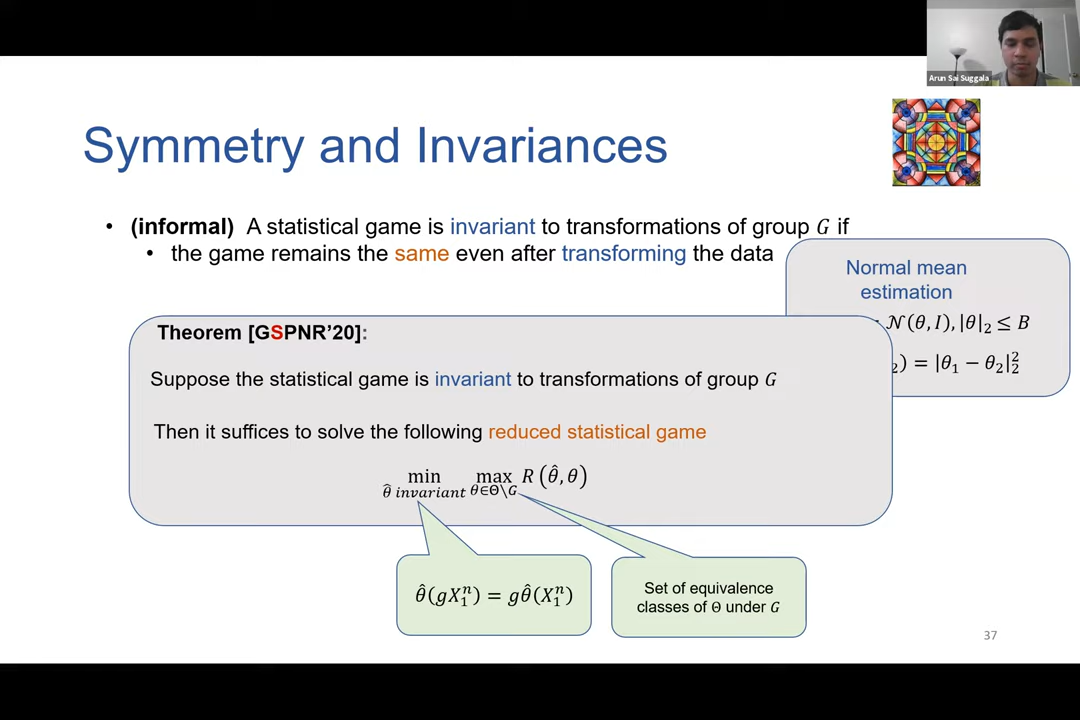 Arun Sai Suggala
Symmetry and Invariances
• (informal) A statistical game is invariant to transformations of group 𝐺 if
• the game remains the same even after transforming the data
Normal mean
estimation
𝒩(𝜃, 𝐼), |𝜃|₂ ≤ 𝐵
₂) = |𝜃₁ − 𝜃₂|₂²
Theorem [GSPNR’20]:
Suppose the statistical game is invariant to transformations of group 𝐺
Then it suffices to solve the following reduced statistical game
min max 𝑅 (𝜃̂, 𝜃)
𝜃̂ 𝑖𝑛𝑣𝑎𝑟𝑖𝑎𝑛𝑡 𝜃∈Θ\𝐺
𝜃̂(𝑔𝑋₁ⁿ) = 𝑔𝜃̂(𝑋₁ⁿ)
Set of equivalence
classes of Θ under 𝐺
37